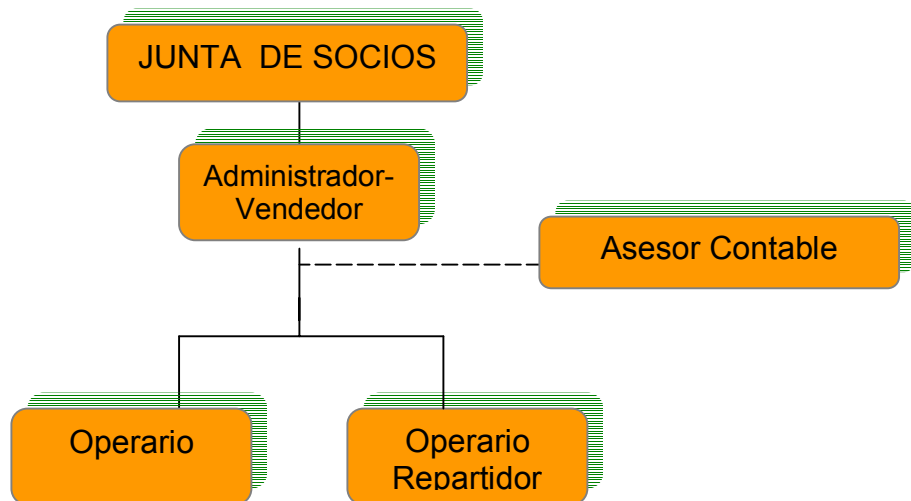 JUNTA DE SOCIOS
Administrador-
Vendedor
Asesor Contable
Operario
Operario
Repartidor